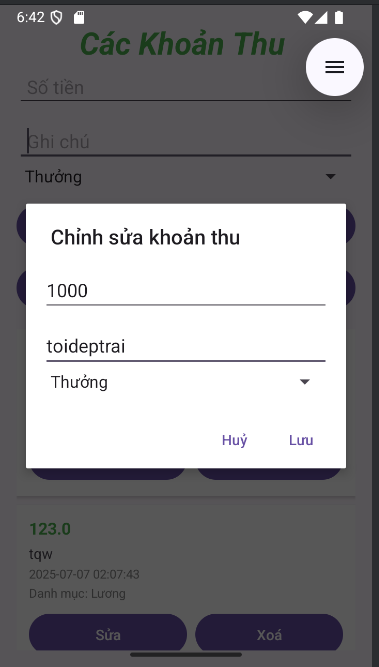 6:42
Các Khoản Thu
Số tiền
Ghi chú
Thưởng
Chỉnh sửa khoản thu
1000
toideptrai
Thưởng
Huỷ Lưu
123.0
tqw
2025-07-07 02:07:43
Danh mục: Lương
Sửa Xoá